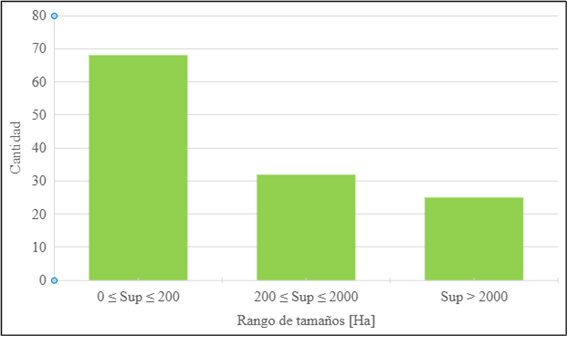 80
70
60
50
40
30
20
10
0
Cantidad
0 ≤ Sup ≤ 200
200 ≤ Sup ≤ 2000
Sup > 2000
Rango de tamaños [Ha]